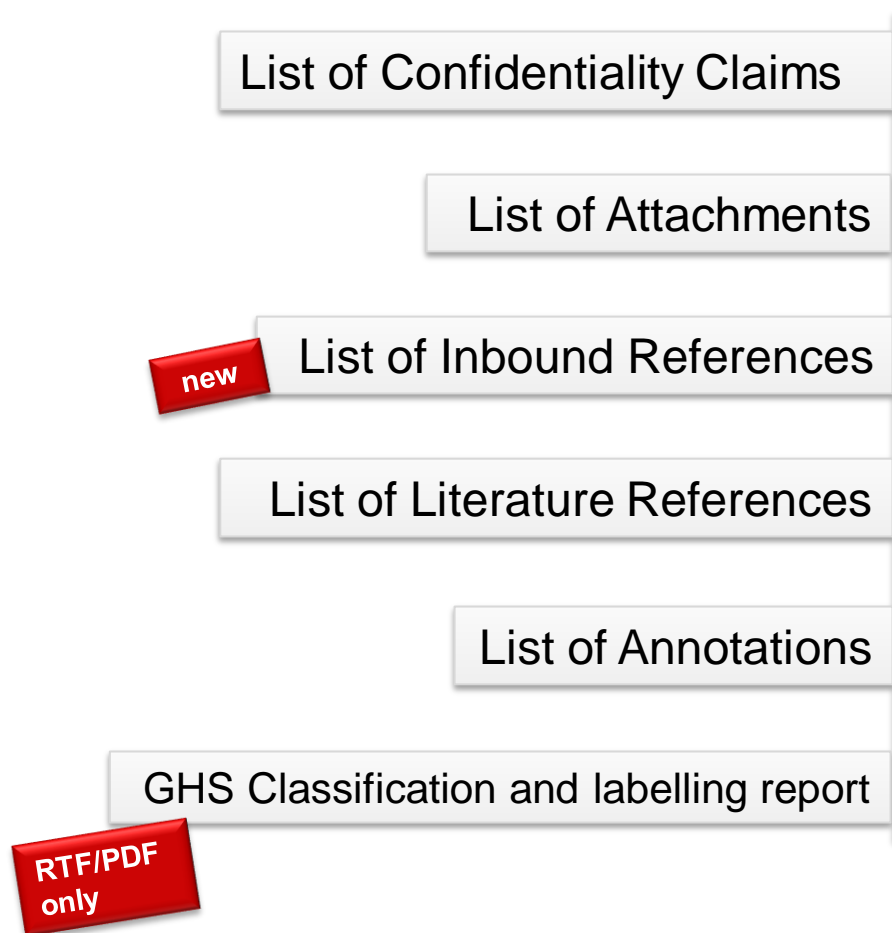 List of Confidentiality Claims
List of Attachments
new
List of Inbound References
List of Literature References
List of Annotations
GHS Classification and labelling report
RTF/PDF
only